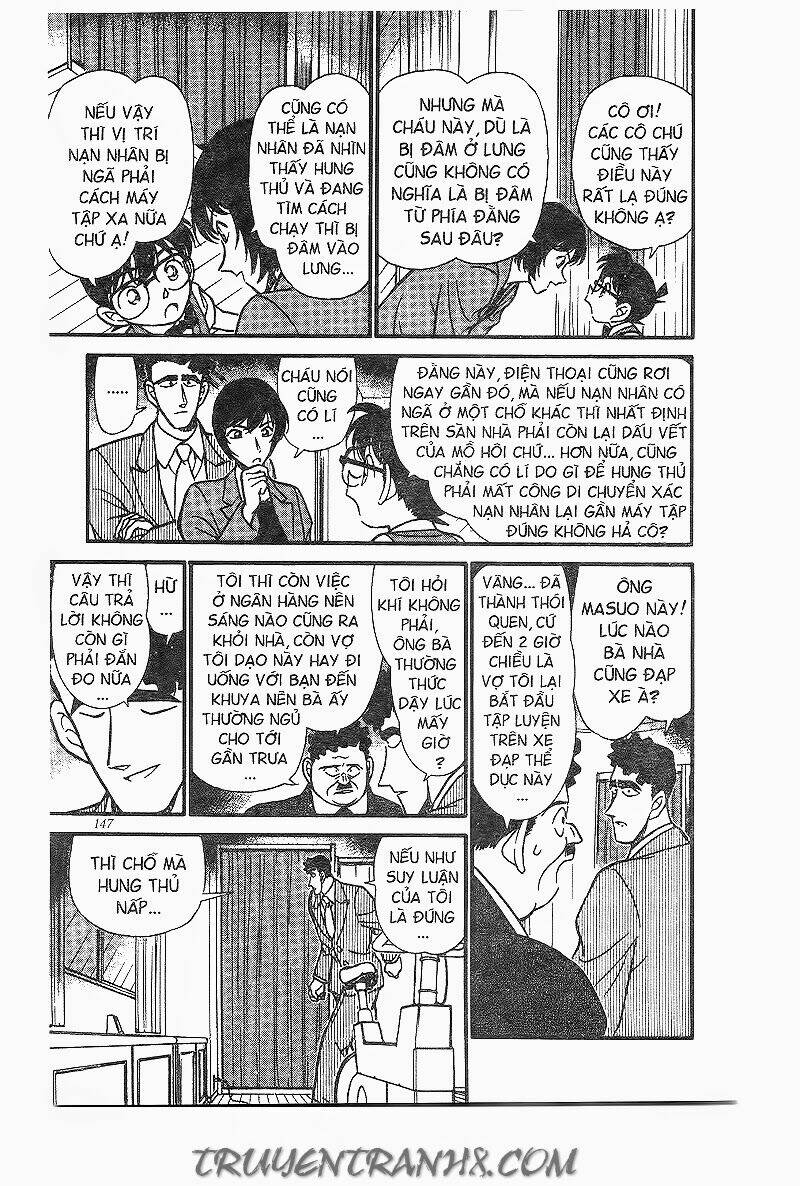 CÔ ƠI!
CÁC CÔ CHÚ
CŨNG THẤY
ĐIỀU NÀY
RẤT LẠ ĐÚNG
KHÔNG Ạ?
NHƯNG MÀ
CHÁU NÀY, DÙ LÀ
BỊ ĐÂM Ở LƯNG
CŨNG KHÔNG CÓ
NGHĨA LÀ BỊ ĐÂM
TỪ PHÍA ĐẰNG
SAU ĐÂU?
CŨNG CÓ
THỂ LÀ NẠN
NHÂN ĐÃ NHÌN
THẤY HUNG
THỦ VÀ ĐANG
TÌM CÁCH
CHẠY THÌ BỊ
ĐÂM VÀO
LƯNG...
NẾU VẬY
THÌ VỊ TRÍ
NẠN NHÂN BỊ
NGÃ PHẢI
CÁCH MÁY
TẬP XA NỮA
CHỨ Ạ!
ĐẰNG NÀY, ĐIỆN THOẠI CŨNG RƠI
NGAY GẦN ĐÓ, MÀ NẾU NẠN NHÂN CÓ
NGÃ Ở MỘT CHỖ KHÁC THÌ NHẤT ĐỊNH
TRÊN SÀN NHÀ PHẢI CÒN LẠI DẤU VẾT
CỦA MỒ HÔI CHỨ... HƠN NỮA, CŨNG
CHẮNG CÓ LÍ DO GÌ ĐỂ HUNG THỦ
PHẢI MẤT CÔNG DI CHUYỂN XÁC
NẠN NHÂN LẠI GẦN MÁY TẬP
ĐÚNG KHÔNG HẢ CÔ?
CHÁU NÓI
CŨNG
CÓ LÍ
...
......
ÔNG
MASUO NÀY!
LÚC NÀO
BÀ NHÀ
CŨNG ĐẠP
XE À?
VÂNG... ĐÃ
THÀNH THÓI
QUEN, CỨ
ĐẾN 2 GIỜ
CHIỀU LÀ
VỢ TÔI LẠI
BẮT ĐẦU
TẬP LUYỆN
TRÊN XE
ĐẠP THỂ
DỤC NÀY
...
TÔI HỎI
KHÍ KHÔNG
PHẢI,
ÔNG BÀ
THƯỜNG
THỨC
DẬY LÚC
MẤY
GIỜ
?
TÔI THÌ CÒN VIỆC
Ở NGÂN HÀNG NÊN
SÁNG NÀO CŨNG RA
KHỎI NHÀ, CÒN VỢ
TÔI DẠO NÀY HAY ĐI
UỐNG VỚI BẠN ĐẾN
KHUYA NÊN BÀ ẤY
THƯỜNG NGỦ
CHO TỚI
GẦN TRƯA
...
HỪ
...
VẬY THÌ
CÂU TRẢ
LỜI KHÔNG
CÒN GÌ
PHẢI ĐẮN
ĐO NỮA
...
147
NẾU NHƯ
SUY LUẬN
CỦA TÔI
LÀ ĐÚNG
...
THÌ CHỖ MÀ
HUNG THỦ
NẤP...
TRUYENTRANH8.COM